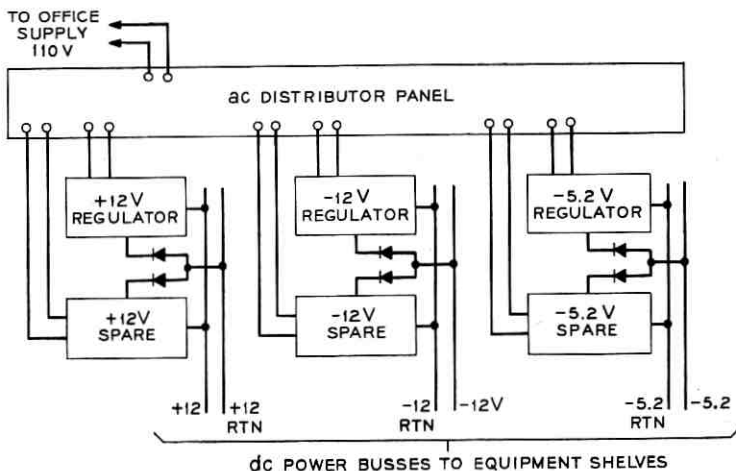 TO OFFICE
SUPPLY
110V
ac DISTRIBUTOR PANEL
+12V
REGULATOR
-12V
REGULATOR
-5.2V
REGULATOR
+12V
SPARE
-12V
SPARE
-5.2V
SPARE
+12
+12
RTN
-12
RTN
-12V
-5.2
RTN
-5.2
dc POWER BUSSES TO EQUIPMENT SHELVES